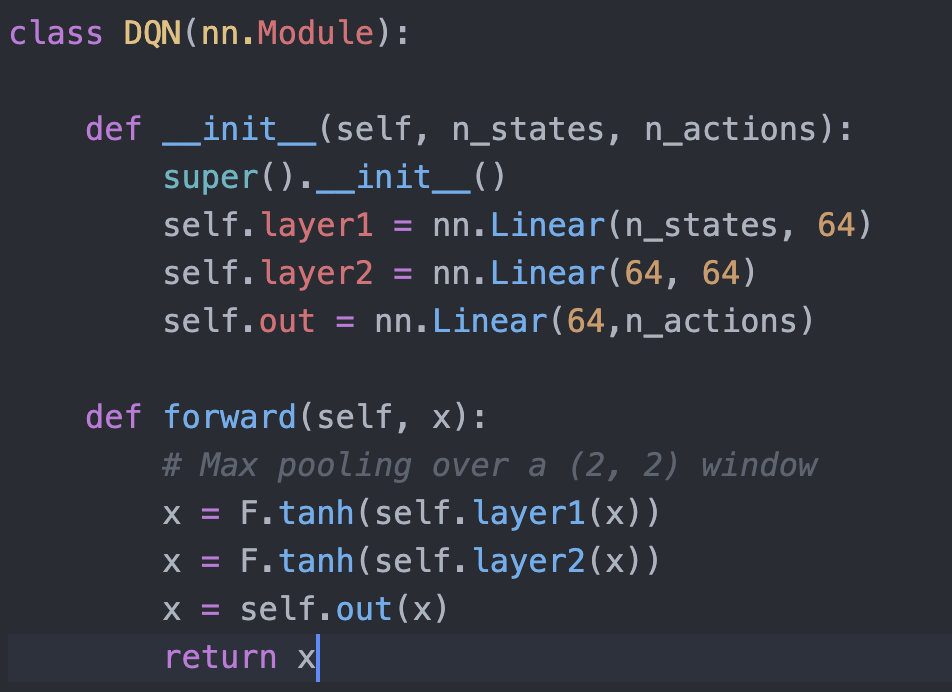 class DQN(nn.Module):
    def __init__(self, n_states, n_actions):
        super().__init__()
        self.layer1 = nn.Linear(n_states, 64)
        self.layer2 = nn.Linear(64, 64)
        self.out = nn.Linear(64,n_actions)
    def forward(self, x):
        # Max pooling over a (2, 2) window
        x = F.tanh(self.layer1(x))
        x = F.tanh(self.layer2(x))
        x = self.out(x)
        return x